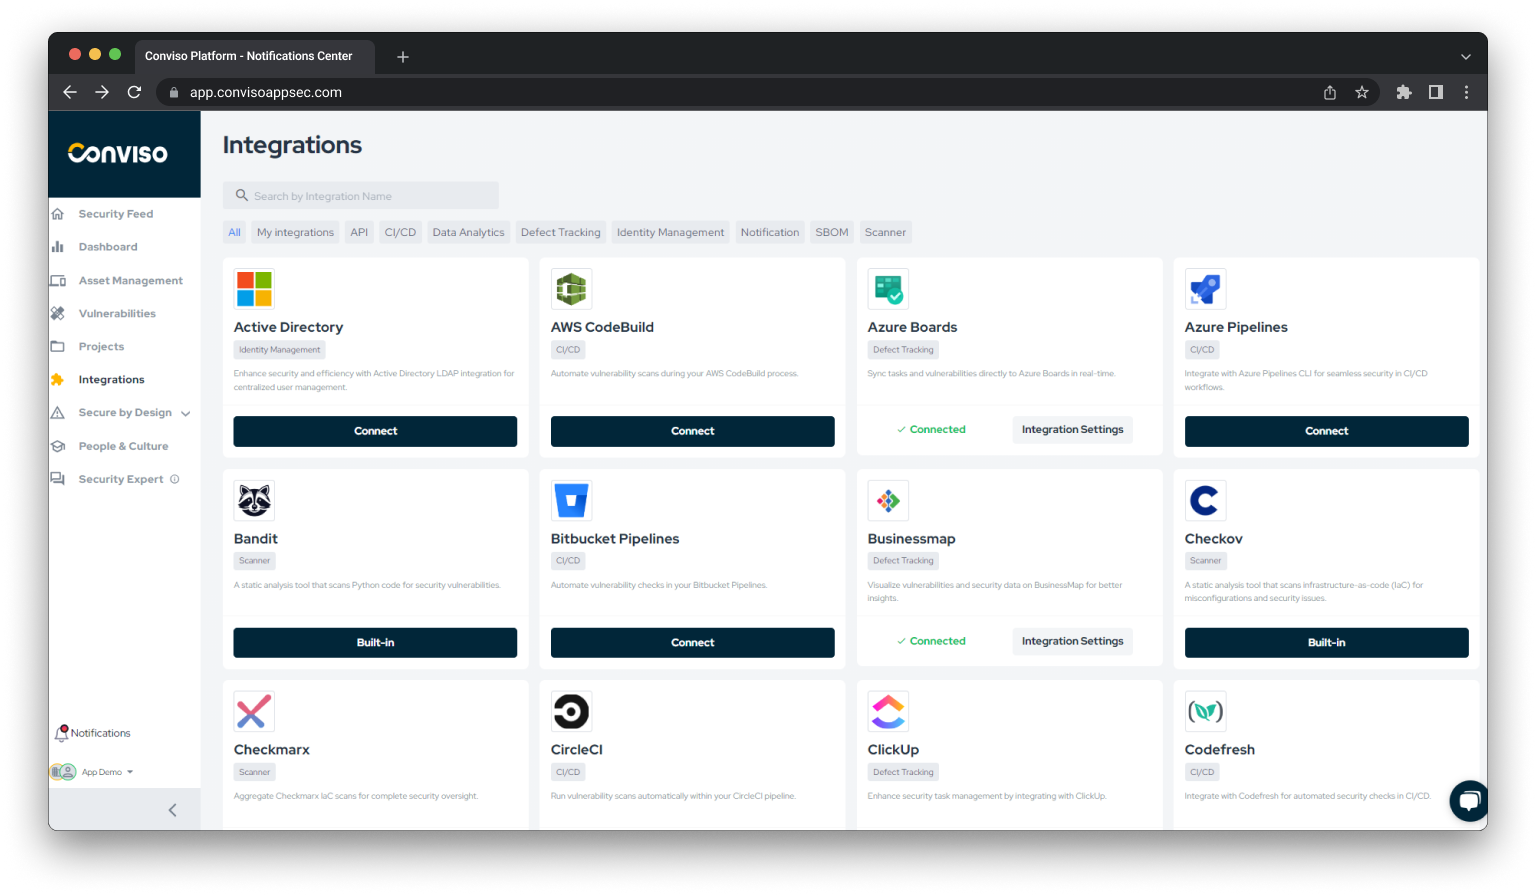 Conviso Platform - Notifications Center
app.convisoappsec.com
CONVISO
Security Feed
Dashboard
Asset Management
Vulnerabilities
Projects
Integrations
Secure by Design
People & Culture
Security Expert
Notifications
App Demo
Integrations
Search by Integration Name
All My integrations API CI/CD Data Analytics Defect Tracking Identity Management Notification SBOM Scanner
Active Directory
Identity Management
Enhance security and efficiency with Active Directory LDAP integration for
centralized user management.
Connect
AWS CodeBuild
CI/CD
Automate vulnerability scans during your AWS CodeBuild process.
Connect
Azure Boards
Defect Tracking
Sync tasks and vulnerabilities directly to Azure Boards in real-time.
Connected Integration Settings
Azure Pipelines
CI/CD
Integrate with Azure Pipelines CLI for seamless security in CI/CD
workflows.
Connect
Bandit
Scanner
A static analysis tool that scans Python code for security vulnerabilities.
Built-in
Bitbucket Pipelines
CI/CD
Automate vulnerability checks in your Bitbucket Pipelines.
Connect
Businessmap
Defect Tracking
Visualize vulnerabilities and security data on BusinessMap for better
insights.
Connected Integration Settings
Checkov
Scanner
A static analysis tool that scans infrastructure-as-code (IaC) for
misconfigurations and security issues.
Built-in
Checkmarx
Scanner
Aggregate Checkmarx IaC scans for complete security oversight.
CircleCI
CI/CD
Run vulnerability scans automatically within your CircleCI pipeline.
ClickUp
Defect Tracking
Enhance security task management by integrating with ClickUp.
Codefresh
CI/CD
Integrate with Codefresh for automated security checks in CI/CD.